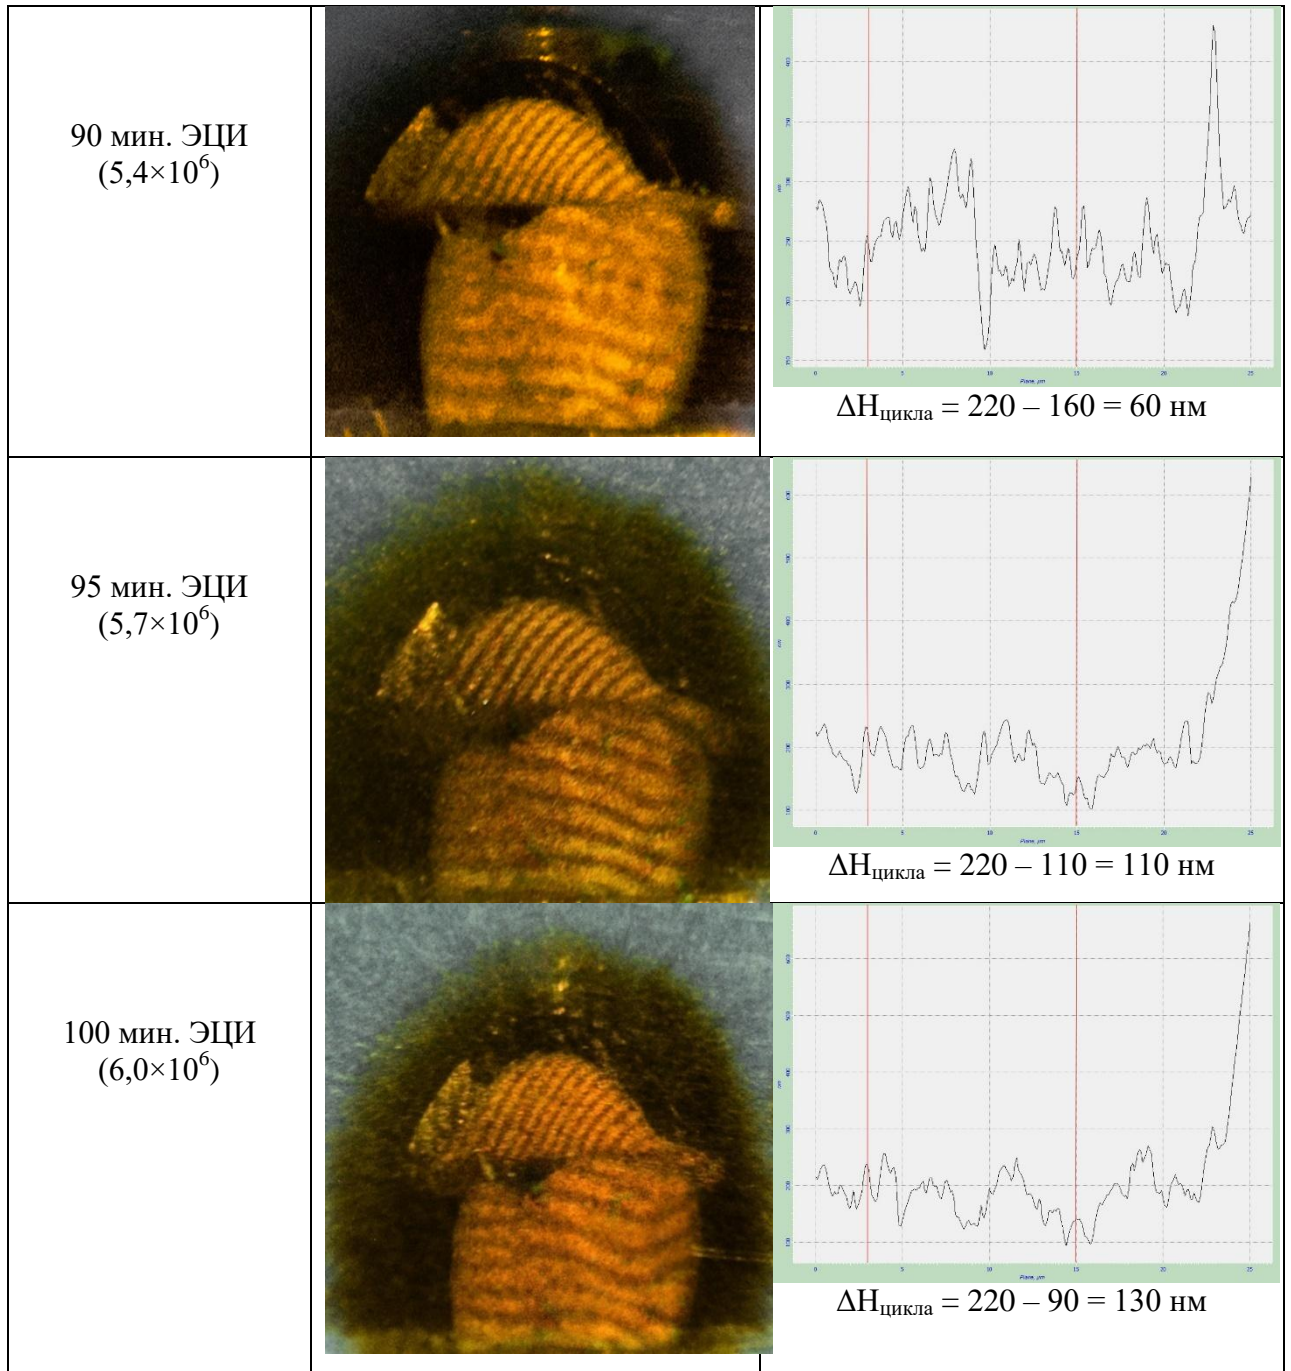 90 мин. ЭЦИ
(5,4×10⁶)
ΔHцикла = 220 – 160 = 60 нм
95 мин. ЭЦИ
(5,7×10⁶)
ΔHцикла = 220 – 110 = 110 нм
100 мин. ЭЦИ
(6,0×10⁶)
ΔHцикла = 220 – 90 = 130 нм